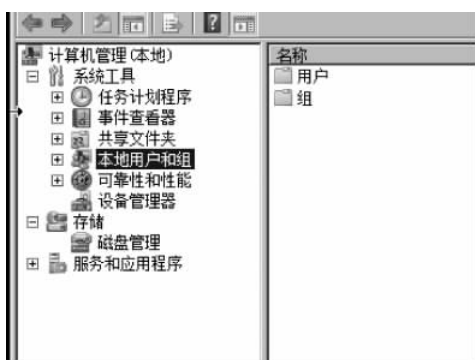 计算机管理(本地)
系统工具
任务计划程序
事件查看器
共享文件夹
本地用户和组
可靠性和性能
设备管理器
存储
磁盘管理
服务和应用程序
名称
用户
组